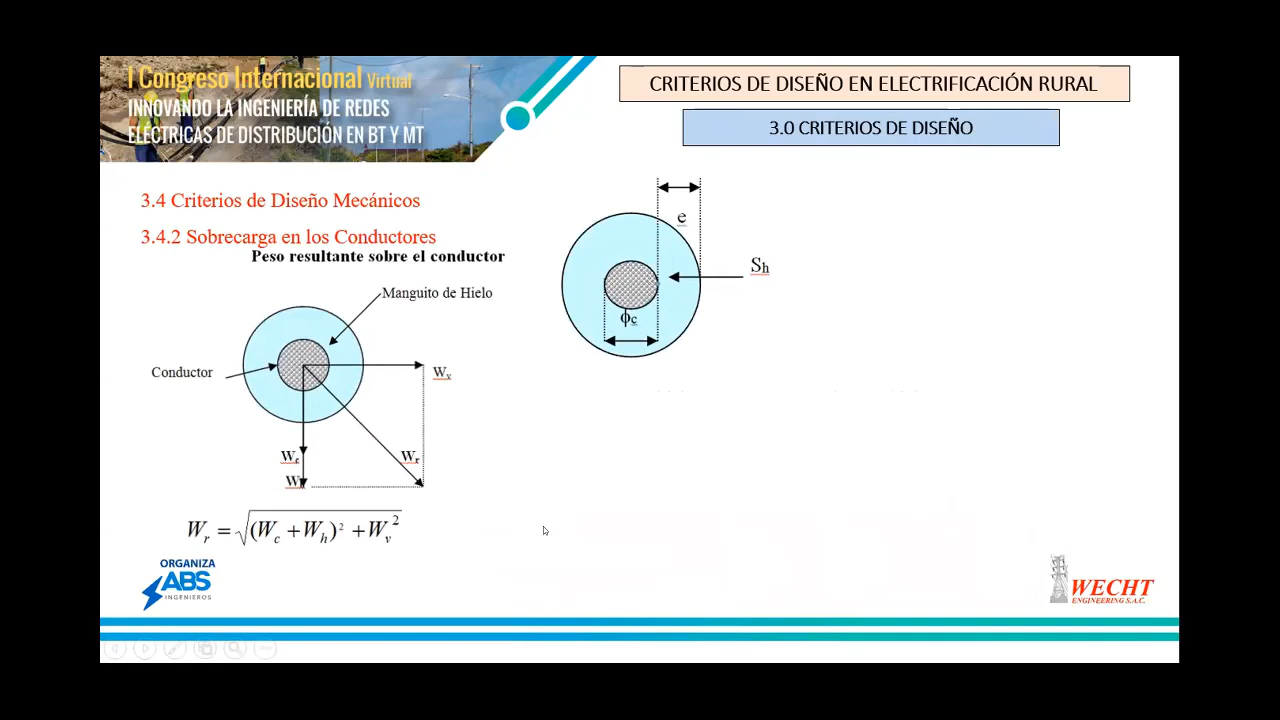 I Congreso Internacional Virtual
INNOVANDO LA INGENIERÍA DE REDES
ELÉCTRICAS DE DISTRIBUCIÓN EN BT Y MT
CRITERIOS DE DISEÑO EN ELECTRIFICACIÓN RURAL
3.0 CRITERIOS DE DISEÑO
3.4 Criterios de Diseño Mecánicos
3.4.2 Sobrecarga en los Conductores
Peso resultante sobre el conductor
Manguito de Hielo
Conductor
Wv
Wc
Wr
W
e
Sh
ϕc
Wr = √(Wc + Wh)² + Wv²
ORGANIZA
ABS
INGENIEROS
WECHT
ENGINEERING S.A.C.